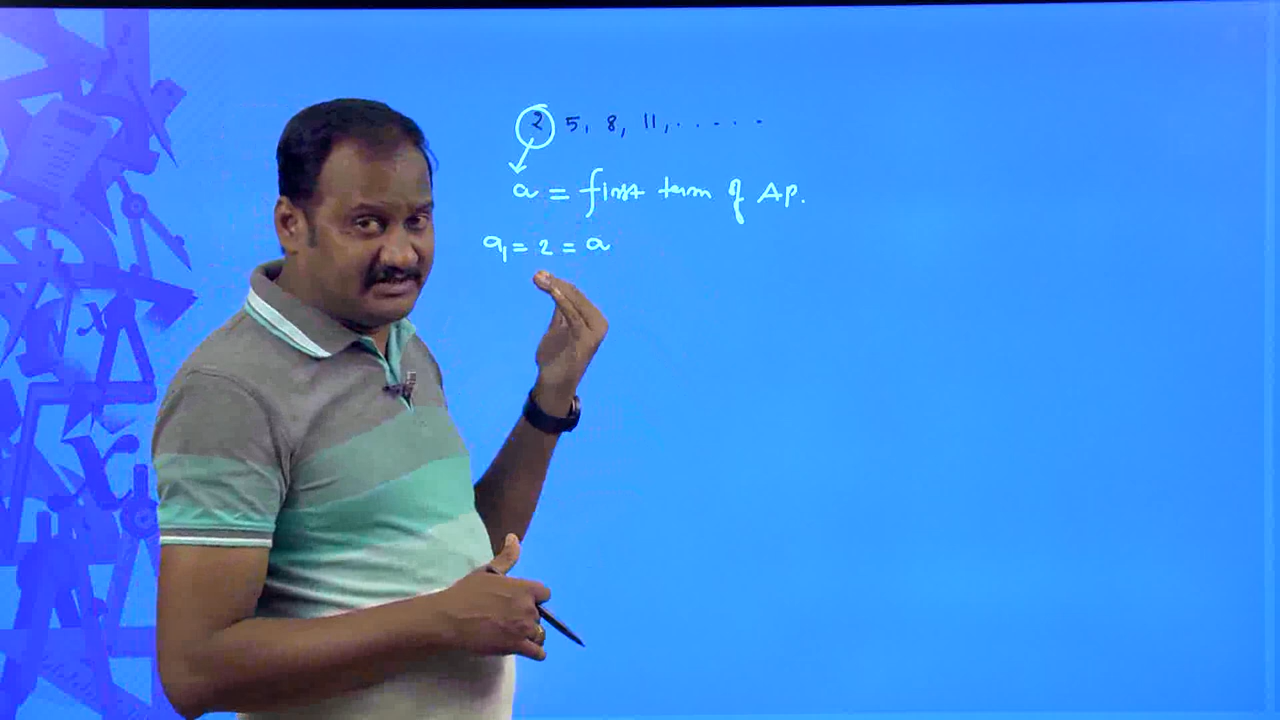 2 5, 8, 11, . . . . .
a = first term of AP.
a₁ = 2 = a
x
x